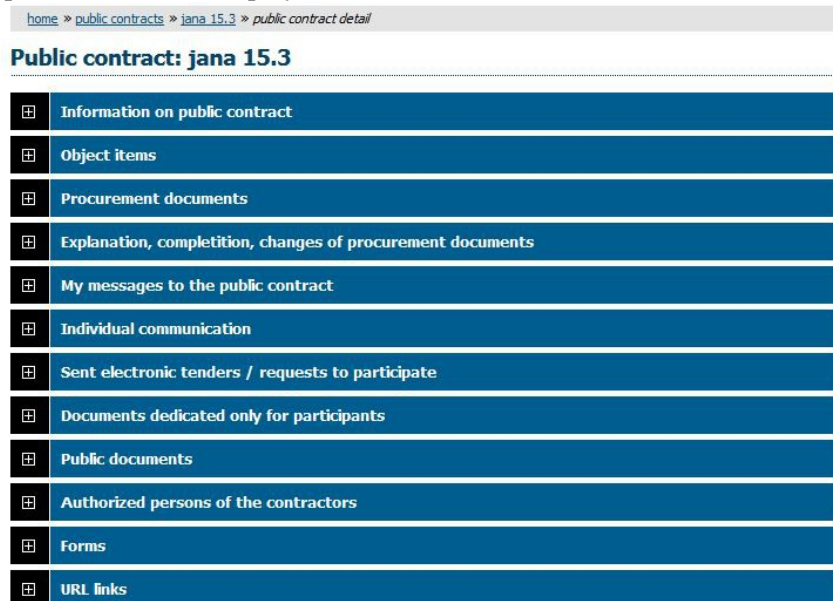 home » public contracts » jana 15.3 » public contract detail
Public contract: jana 15.3
Information on public contract
Object items
Procurement documents
Explanation, completition, changes of procurement documents
My messages to the public contract
Individual communication
Sent electronic tenders / requests to participate
Documents dedicated only for participants
Public documents
Authorized persons of the contractors
Forms
URL links